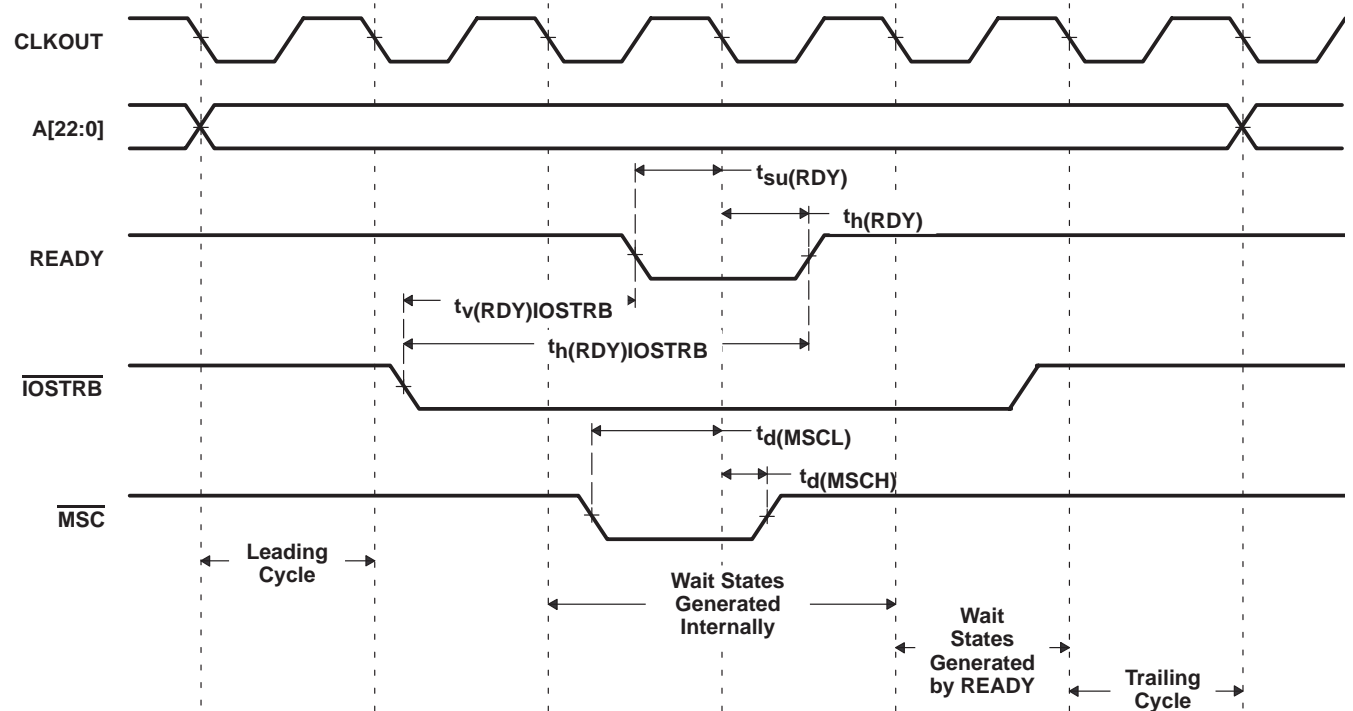 CLKOUT
A[22:0]
tsu(RDY)
th(RDY)
READY
tv(RDY)IOSTRB
th(RDY)IOSTRB
IOSTRB
td(MSCL)
td(MSCH)
MSC
Leading
Cycle
Wait States
Generated
Internally
Wait
States
Generated
by READY
Trailing
Cycle